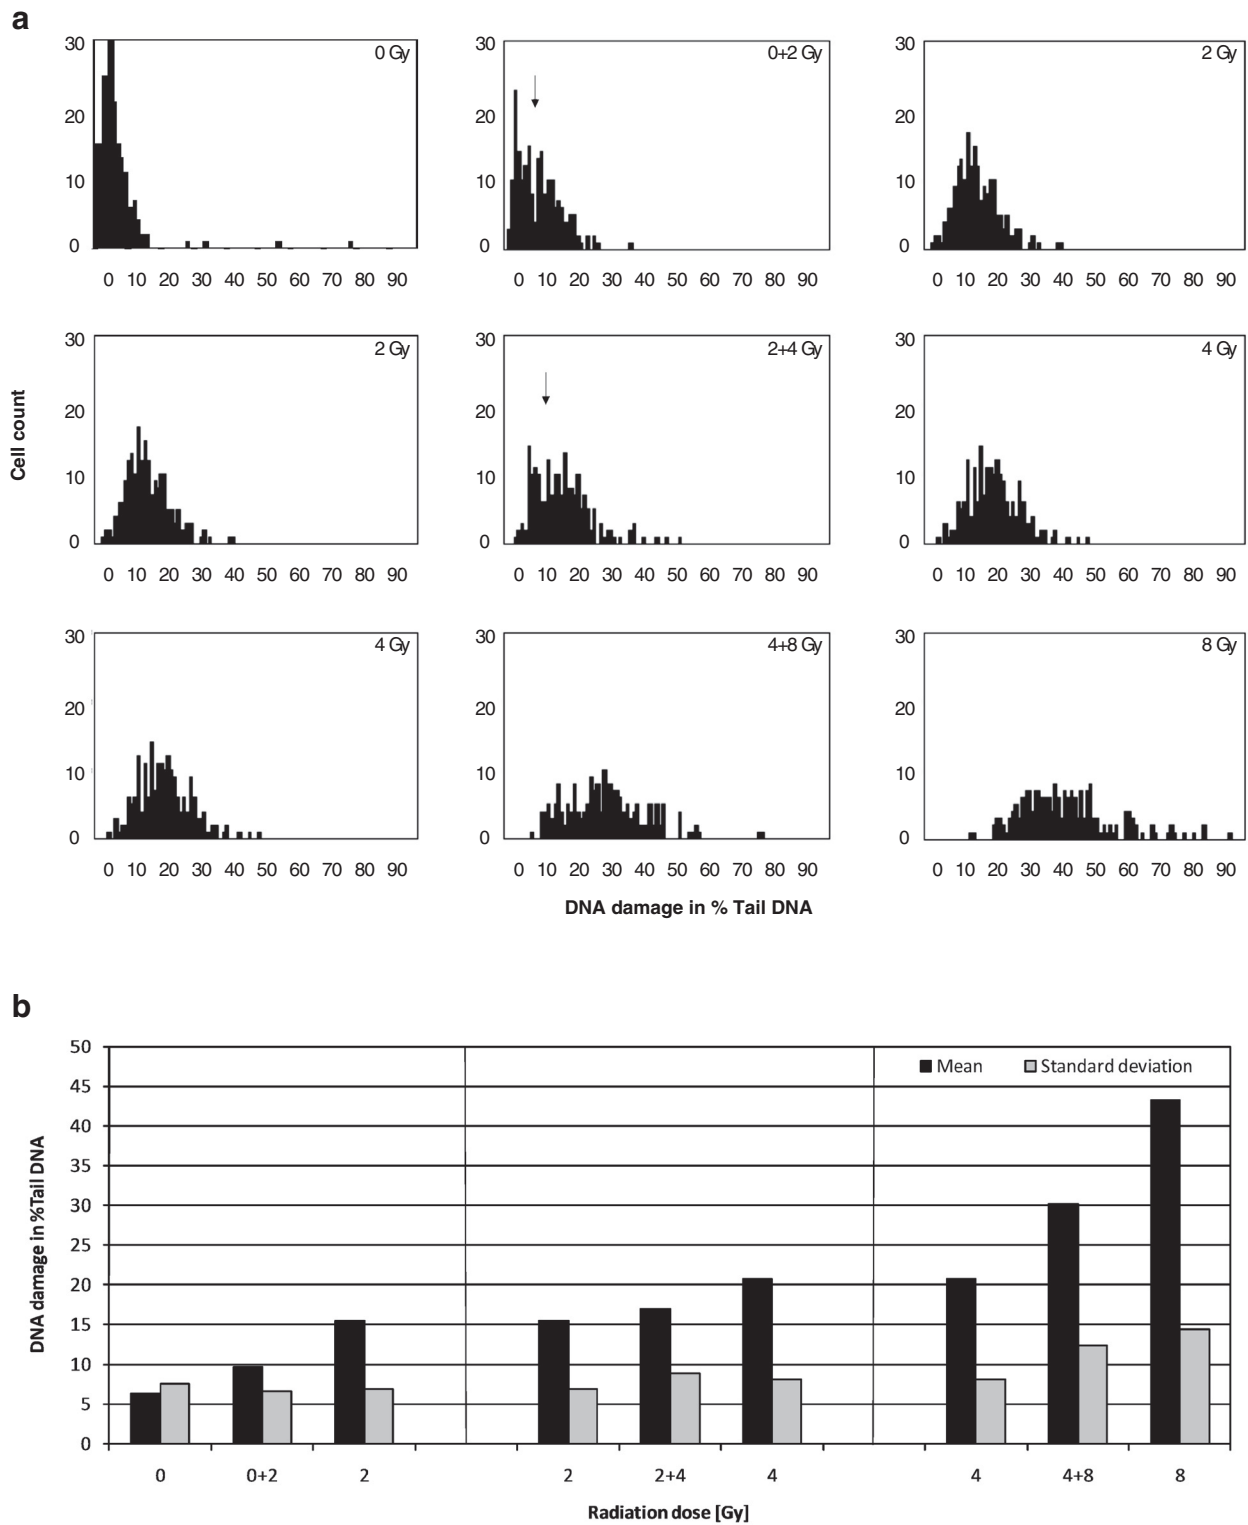 a
30 0 Gy
20
10
0
0 10 20 30 40 50 60 70 80 90
30 0+2 Gy
20
10
0
0 10 20 30 40 50 60 70 80 90
30 2 Gy
20
10
0
0 10 20 30 40 50 60 70 80 90
Cell count
30 2 Gy
20
10
0
0 10 20 30 40 50 60 70 80 90
30 2+4 Gy
20
10
0
0 10 20 30 40 50 60 70 80 90
30 4 Gy
20
10
0
0 10 20 30 40 50 60 70 80 90
30 4 Gy
20
10
0
0 10 20 30 40 50 60 70 80 90
30 4+8 Gy
20
10
0
0 10 20 30 40 50 60 70 80 90
30 8 Gy
20
10
0
0 10 20 30 40 50 60 70 80 90
DNA damage in % Tail DNA
b
DNA damage in %Tail DNA
50
45
40
35
30
25
20
15
10
5
0
Mean Standard deviation
0 0+2 2 2 2+4 4 4 4+8 8
Radiation dose [Gy]